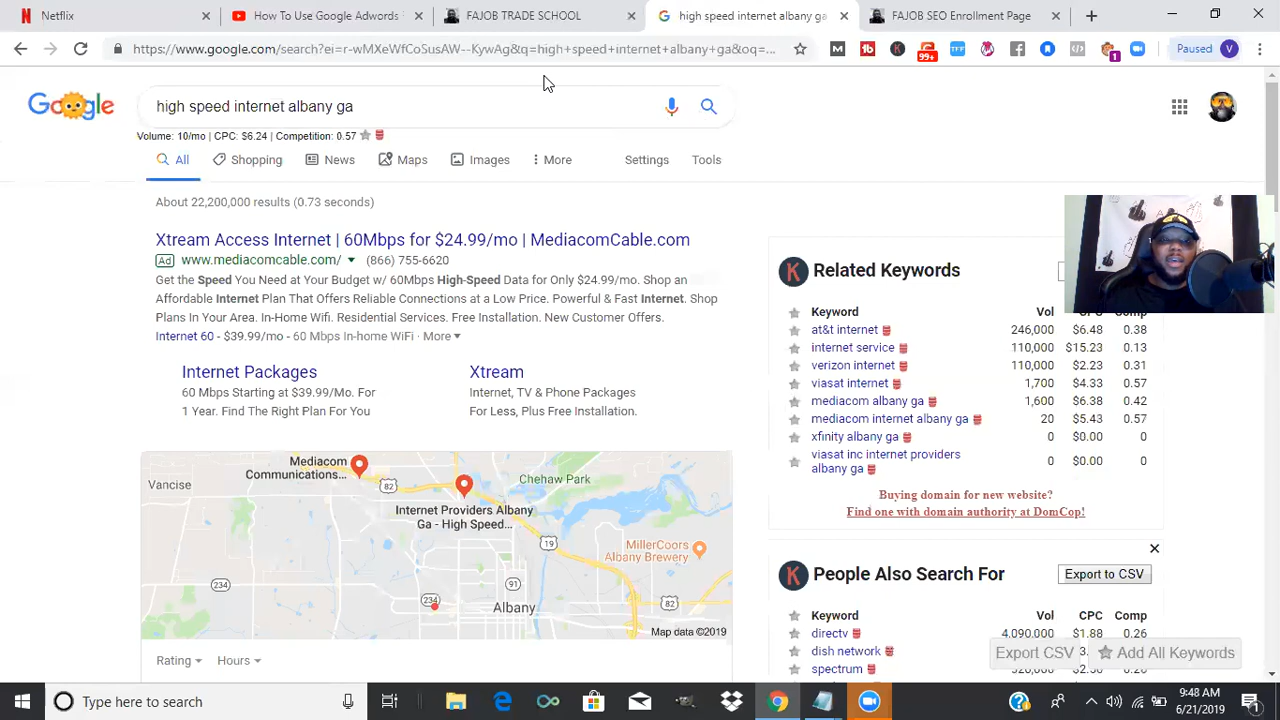 Netflix
How To Use Google Adwords
FAJOB TRADE SCHOOL
high speed internet albany ga
FAJOB SEO Enrollment Page
https://www.google.com/search?ei=r-wMXeWfCoSusAW--KywAg&q=high+speed+internet+albany+ga&oq=...
99+
1
Paused
V
Google
high speed internet albany ga
Volume: 10/mo | CPC: $6.24 | Competition: 0.57
All
Shopping
News
Maps
Images
More
Settings
Tools
About 22,200,000 results (0.73 seconds)
Xtream Access Internet | 60Mbps for $24.99/mo | MediacomCable.com
Ad www.mediacomcable.com/ (866) 755-6620
Get the Speed You Need at Your Budget w/ 60Mbps High-Speed Data for Only $24.99/mo. Shop an
Affordable Internet Plan That Offers Reliable Connections at a Low Price. Powerful & Fast Internet. Shop
Plans In Your Area. In-Home Wifi. Residential Services. Free Installation. New Customer Offers.
Internet 60 - $39.99/mo - 60 Mbps In-home WiFi · More
Internet Packages
60 Mbps Starting at $39.99/Mo. For
1 Year. Find The Right Plan For You
Xtream
Internet, TV & Phone Packages
For Less, Plus Free Installation.
Mediacom
Communications...
Vancise
82
Chehaw Park
Internet Providers Albany
Ga - High Speed...
19
MillerCoors
Albany Brewery
234
234
91
Albany
82
Map data ©2019
Rating
Hours
K
Related Keywords
Keyword Vol CPC Comp
at&t internet 246,000 $6.48 0.38
internet service 110,000 $15.23 0.13
verizon internet 110,000 $2.23 0.31
viasat internet 1,700 $4.33 0.57
mediacom albany ga 1,600 $6.38 0.42
mediacom internet albany ga 20 $5.43 0.57
xfinity albany ga 0 $0.00 0
viasat inc internet providers
albany ga 0 $0.00 0
Buying domain for new website?
Find one with domain authority at DomCop!
K
People Also Search For
Export to CSV
Keyword Vol CPC Comp
directv 4,090,000 $1.88 0.26
dish network
spectrum
Export CSV
Add All Keywords
Type here to search
9:48 AM
6/21/2019
1